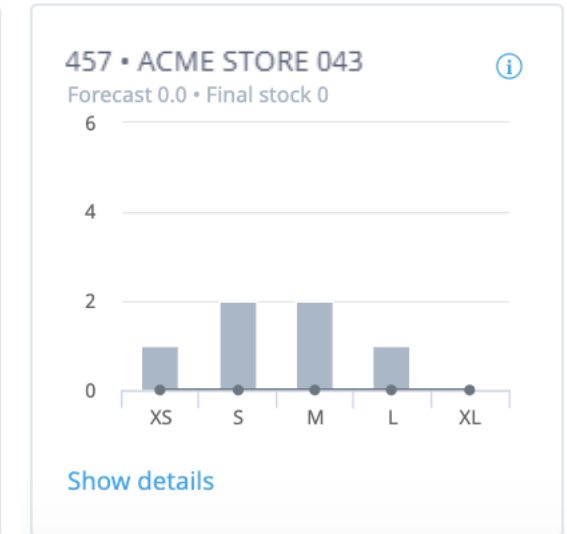 457 • ACME STORE 043
Forecast 0.0 • Final stock 0
6
4
2
0
XS S M L XL
Show details